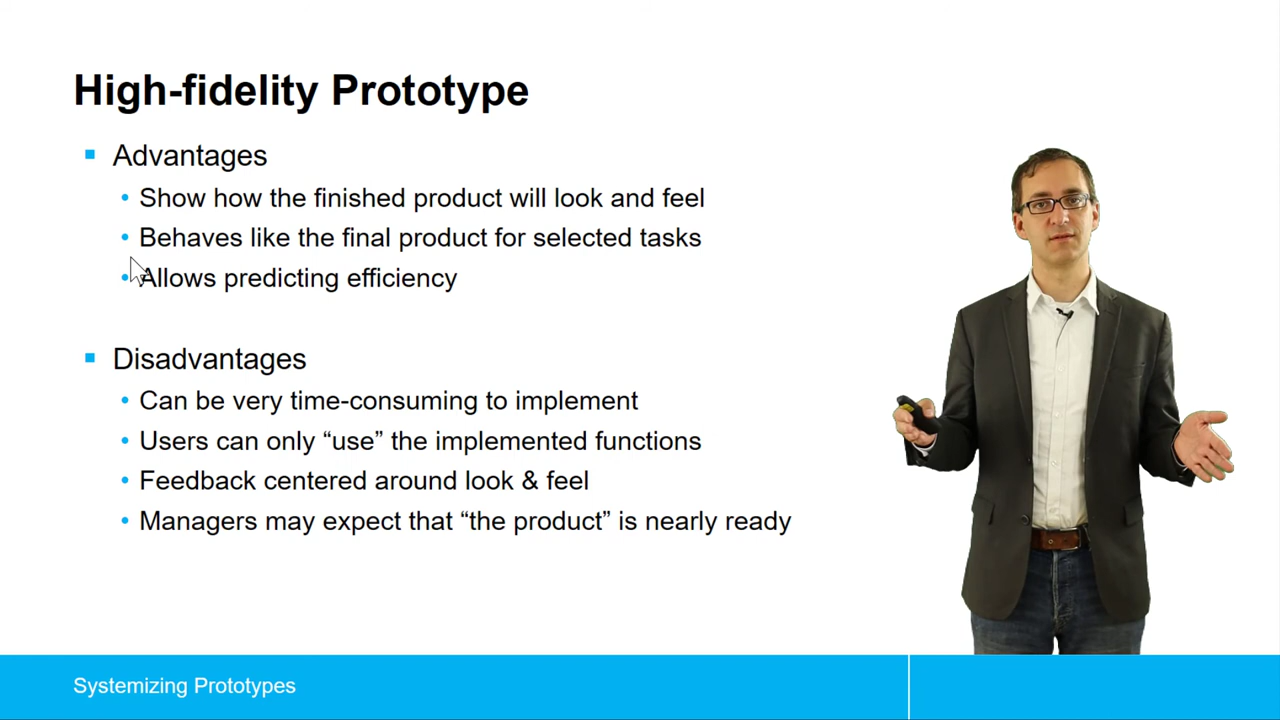 High-fidelity Prototype
Advantages
Show how the finished product will look and feel
Behaves like the final product for selected tasks
Allows predicting efficiency
Disadvantages
Can be very time-consuming to implement
Users can only “use” the implemented functions
Feedback centered around look & feel
Managers may expect that “the product” is nearly ready
Systemizing Prototypes